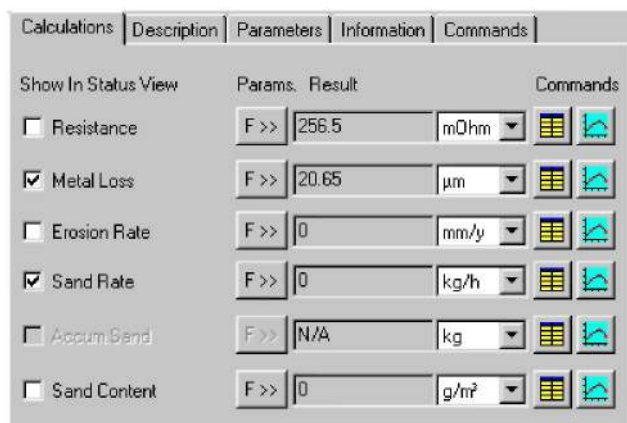 Calculations Description Parameters Information Commands
Show In Status View Params. Result Commands
Resistance F >> 256.5 mOhm
Metal Loss F >> 20.65 µm
Erosion Rate F >> 0 mm/y
Sand Rate F >> 0 kg/h
Accum Sand F >> N/A kg
Sand Content F >> 0 g/m³